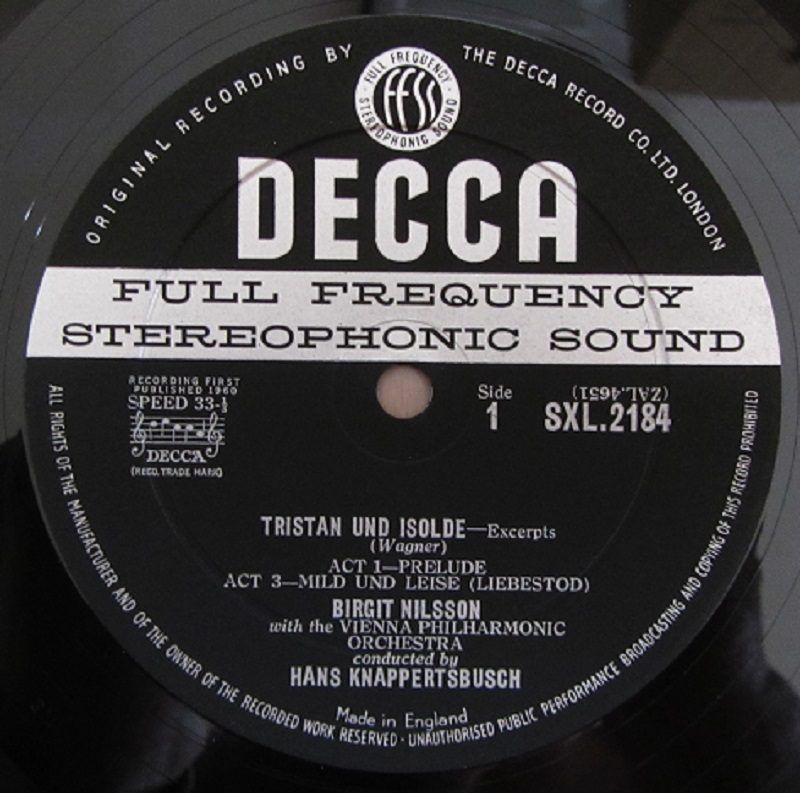 ORIGINAL RECORDING BY
THE DECCA RECORD CO. LTD. LONDON
FULL FREQUENCY
ffss
STEREOPHONIC SOUND
DECCA
FULL FREQUENCY
STEREOPHONIC SOUND
RECORDING FIRST
PUBLISHED 1960
SPEED 33-⅓
DECCA
(REGD. TRADE MARK)
Side
1
(ZAL.4651)
SXL.2184
TRISTAN UND ISOLDE—Excerpts
(Wagner)
ACT 1—PRELUDE
ACT 3—MILD UND LEISE (LIEBESTOD)
BIRGIT NILSSON
with the VIENNA PHILHARMONIC
ORCHESTRA
conducted by
HANS KNAPPERTSBUSCH
Made in England
ALL RIGHTS OF THE MANUFACTURER AND OF THE OWNER OF THE RECORDED WORK RESERVED · UNAUTHORISED PUBLIC PERFORMANCE BROADCASTING AND COPYING OF THIS RECORD PROHIBITED